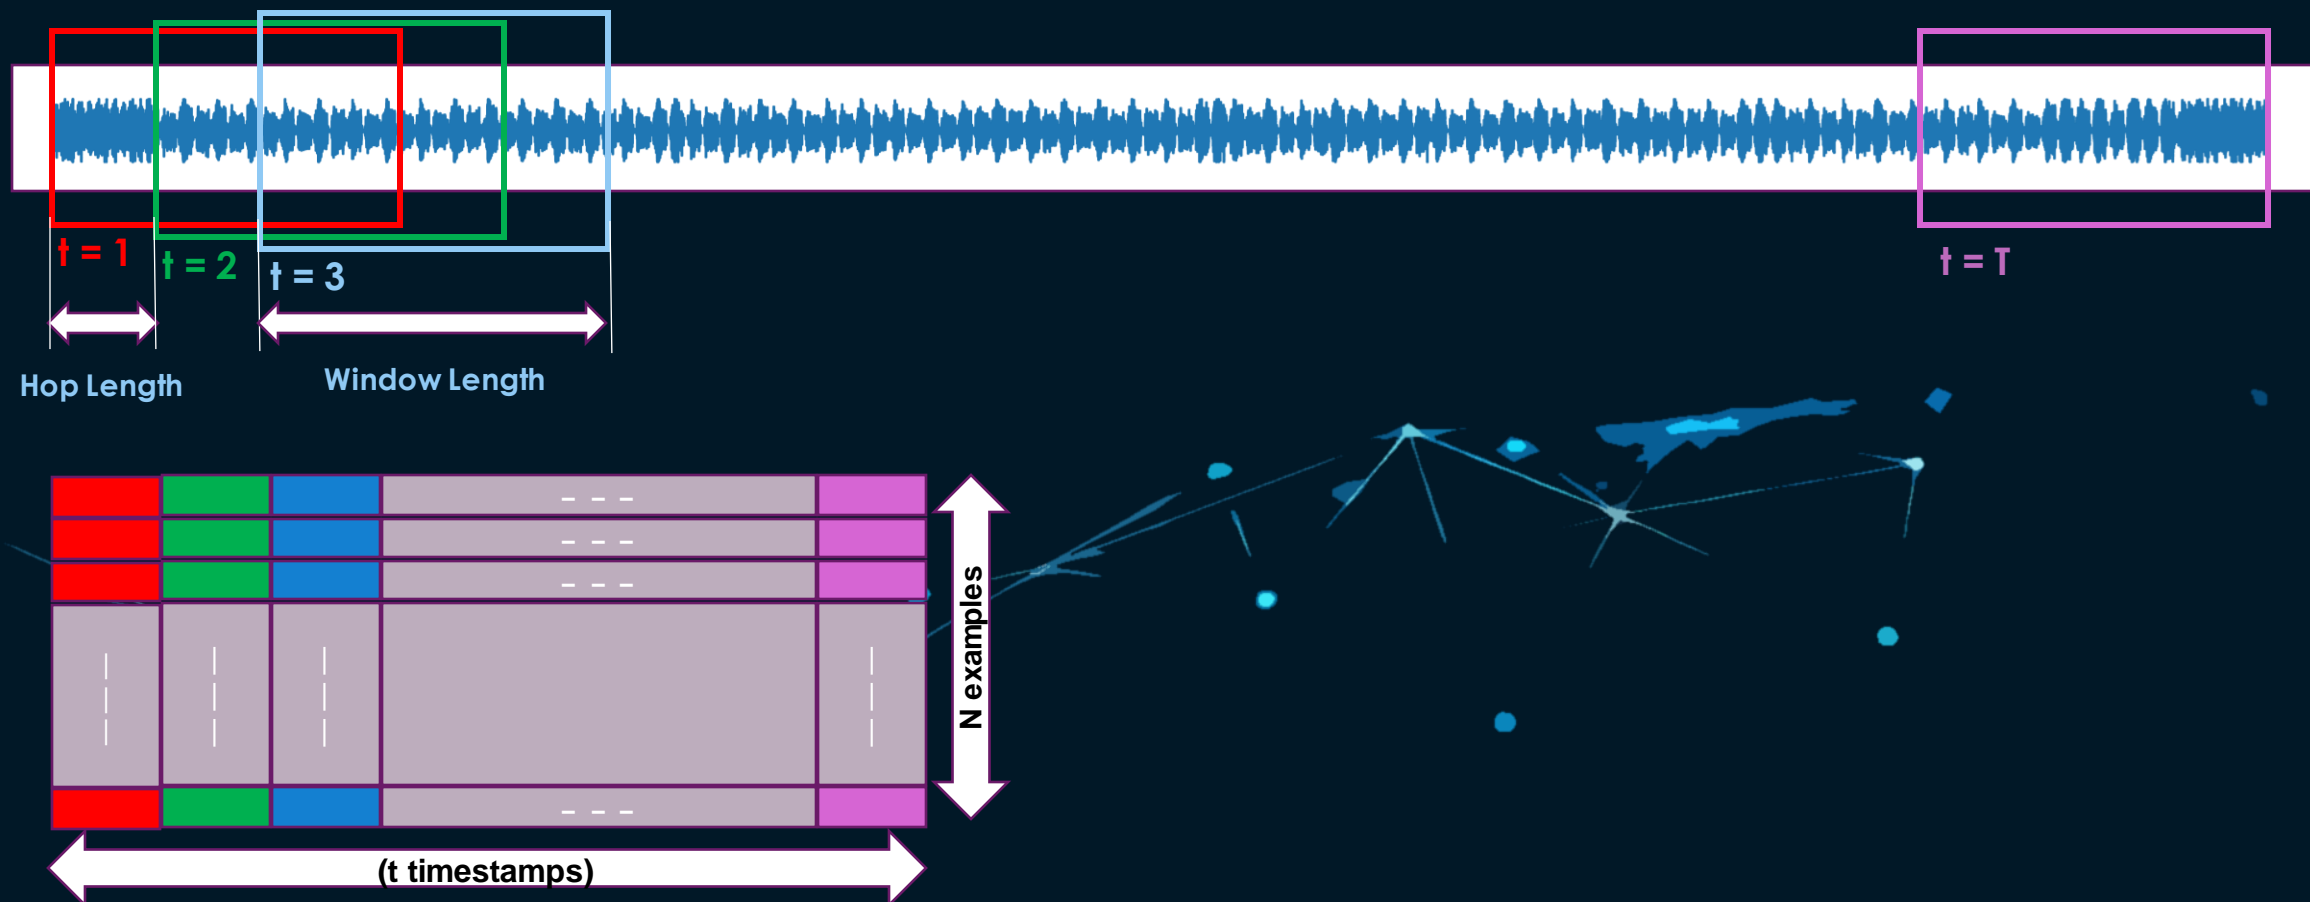 t = 1
t = 2
t = 3
t = T
Hop Length
Window Length
- - -
- - -
- - -
N examples
- - -
(t timestamps)